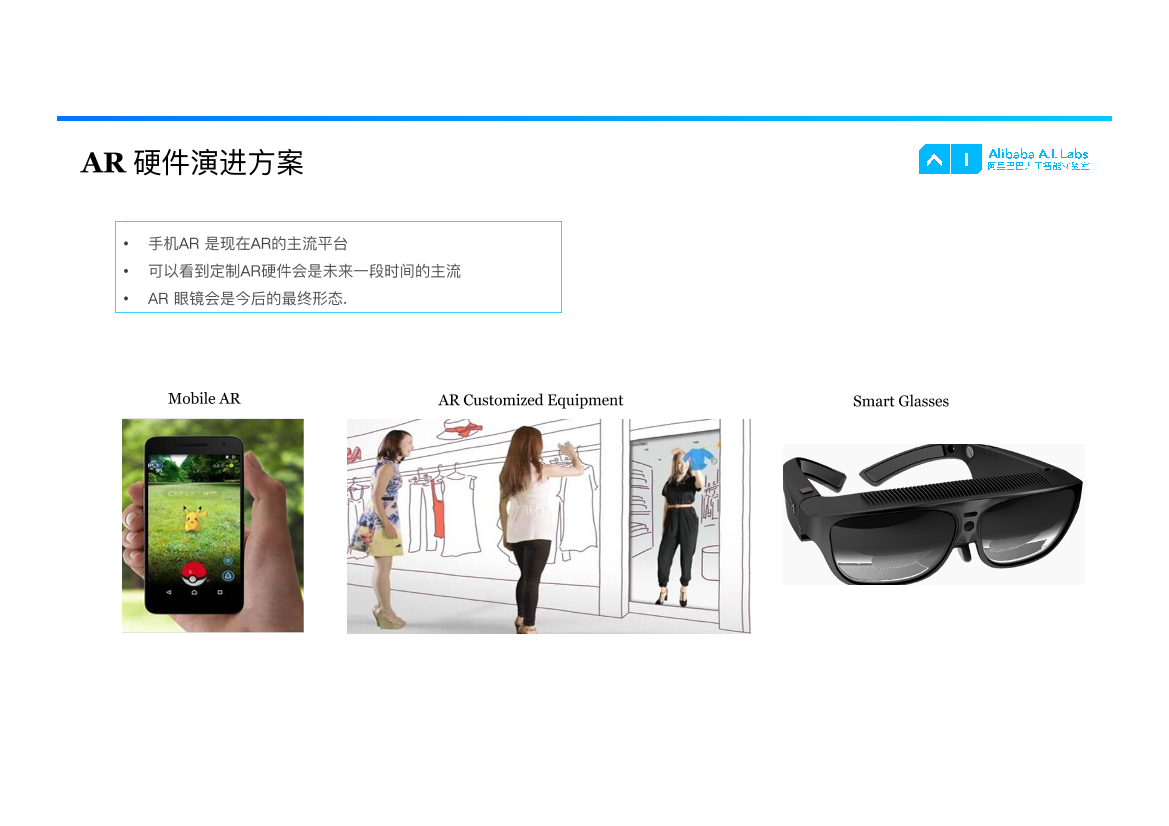 AR 硬件演进方案
Alibaba A.I. Labs
阿里巴巴人工智能实验室
• 手机AR 是现在AR的主流平台
• 可以看到定制AR硬件会是未来一段时间的主流
• AR 眼镜会是今后的最终形态.
Mobile AR
AR Customized Equipment
Smart Glasses